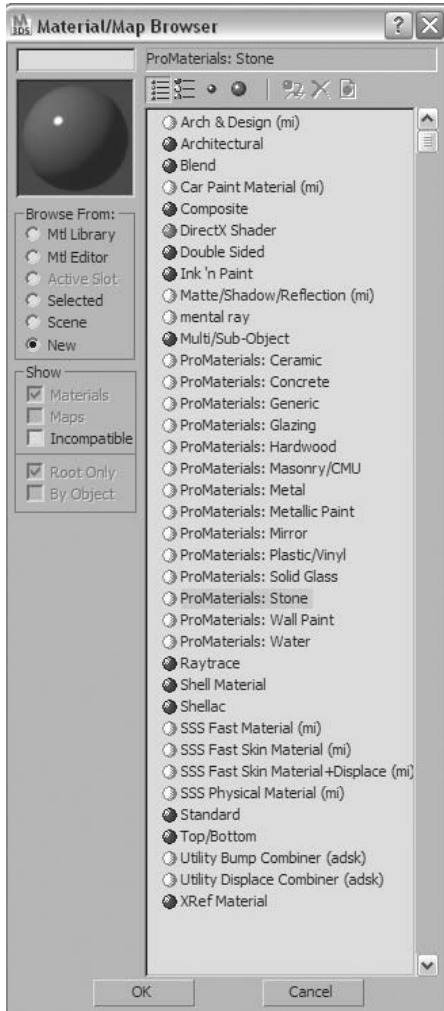 3DS Material/Map Browser
ProMaterials: Stone
Browse From:
Mtl Library
Mtl Editor
Active Slot
Selected
Scene
New
Show
Materials
Maps
Incompatible
Root Only
By Object
Arch & Design (mi)
Architectural
Blend
Car Paint Material (mi)
Composite
DirectX Shader
Double Sided
Ink 'n Paint
Matte/Shadow/Reflection (mi)
mental ray
Multi/Sub-Object
ProMaterials: Ceramic
ProMaterials: Concrete
ProMaterials: Generic
ProMaterials: Glazing
ProMaterials: Hardwood
ProMaterials: Masonry/CMU
ProMaterials: Metal
ProMaterials: Metallic Paint
ProMaterials: Mirror
ProMaterials: Plastic/Vinyl
ProMaterials: Solid Glass
ProMaterials: Stone
ProMaterials: Wall Paint
ProMaterials: Water
Raytrace
Shell Material
Shellac
SSS Fast Material (mi)
SSS Fast Skin Material (mi)
SSS Fast Skin Material+Displace (mi)
SSS Physical Material (mi)
Standard
Top/Bottom
Utility Bump Combiner (adsk)
Utility Displace Combiner (adsk)
XRef Material
OK Cancel